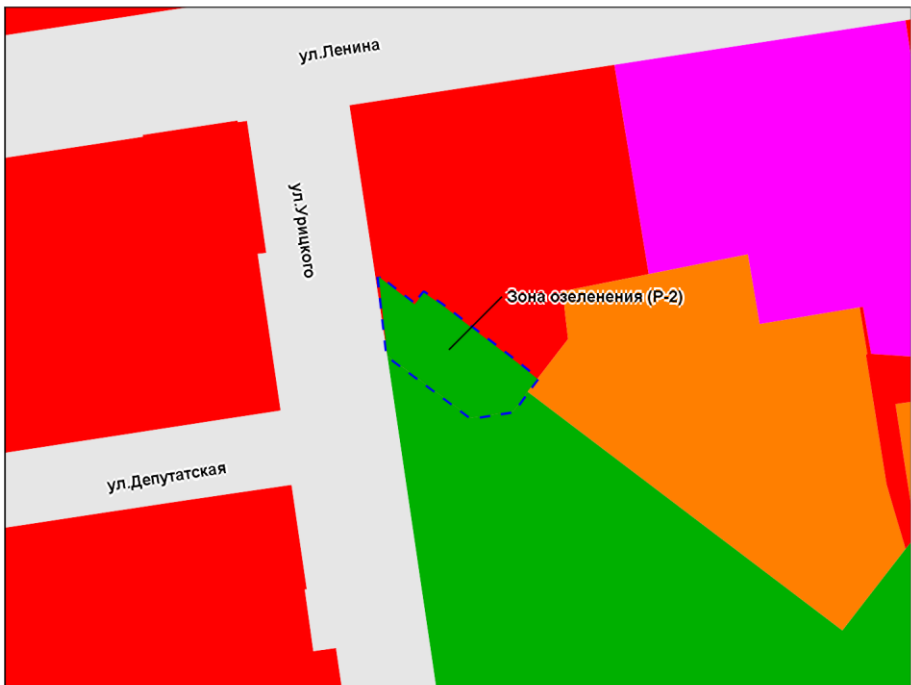 ул.Ленина
ул.Урицкого
Зона озеленения (Р-2)
ул.Депутатская